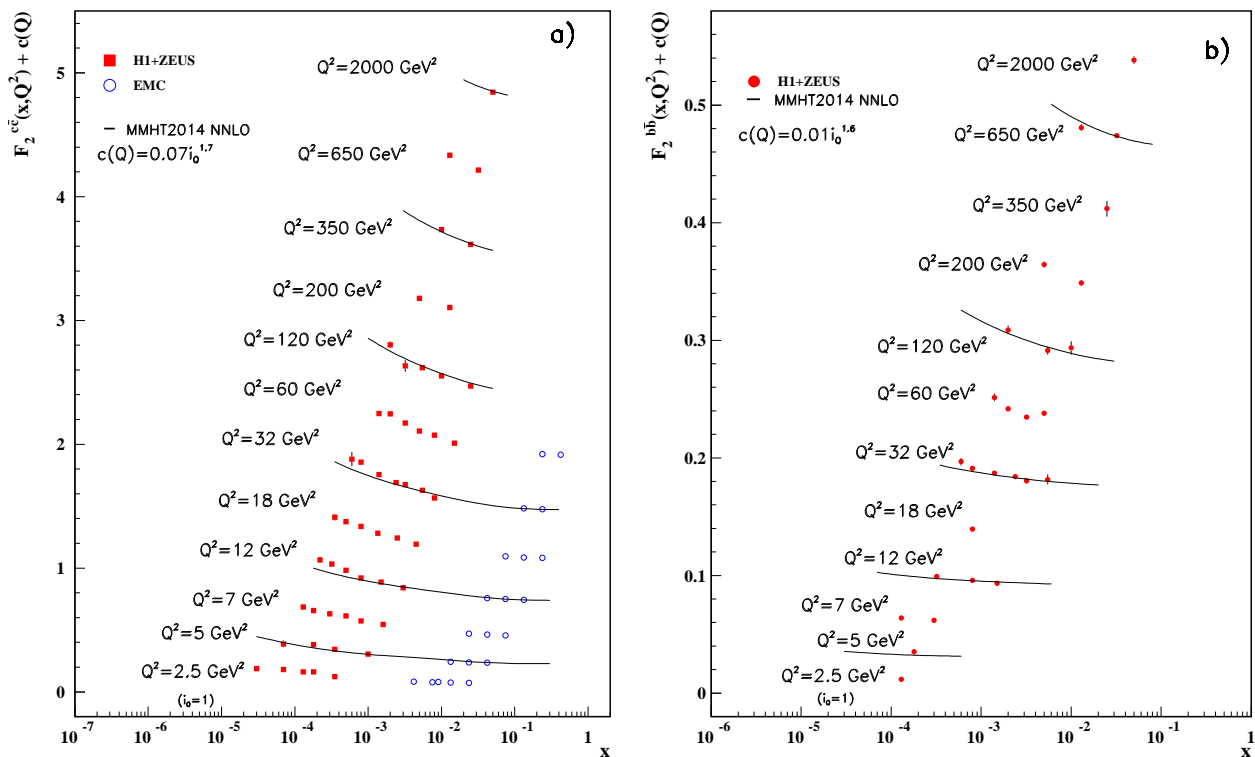 F₂ᶜᶜ̄(x,Q²) + c(Q)
a)
H1+ZEUS
EMC
MMHT2014 NNLO
c(Q)=0.07i_Q^1.7
Q²=2000 GeV²
Q²=650 GeV²
Q²=350 GeV²
Q²=200 GeV²
Q²=120 GeV²
Q²=60 GeV²
Q²=32 GeV²
Q²=18 GeV²
Q²=12 GeV²
Q²=7 GeV²
Q²=5 GeV²
Q²=2.5 GeV²
(i_Q=1)
5
4
3
2
1
0
10⁻⁷ 10⁻⁶ 10⁻⁵ 10⁻⁴ 10⁻³ 10⁻² 10⁻¹ 1
x
F₂ᵇᵇ̄(x,Q²) + c(Q)
b)
H1+ZEUS
MMHT2014 NNLO
c(Q)=0.01i_Q^1.6
Q²=2000 GeV²
Q²=650 GeV²
Q²=350 GeV²
Q²=200 GeV²
Q²=120 GeV²
Q²=60 GeV²
Q²=32 GeV²
Q²=18 GeV²
Q²=12 GeV²
Q²=7 GeV²
Q²=5 GeV²
Q²=2.5 GeV²
(i_Q=1)
0.5
0.4
0.3
0.2
0.1
0
10⁻⁷ 10⁻⁶ 10⁻⁵ 10⁻⁴ 10⁻³ 10⁻² 10⁻¹ 1
x